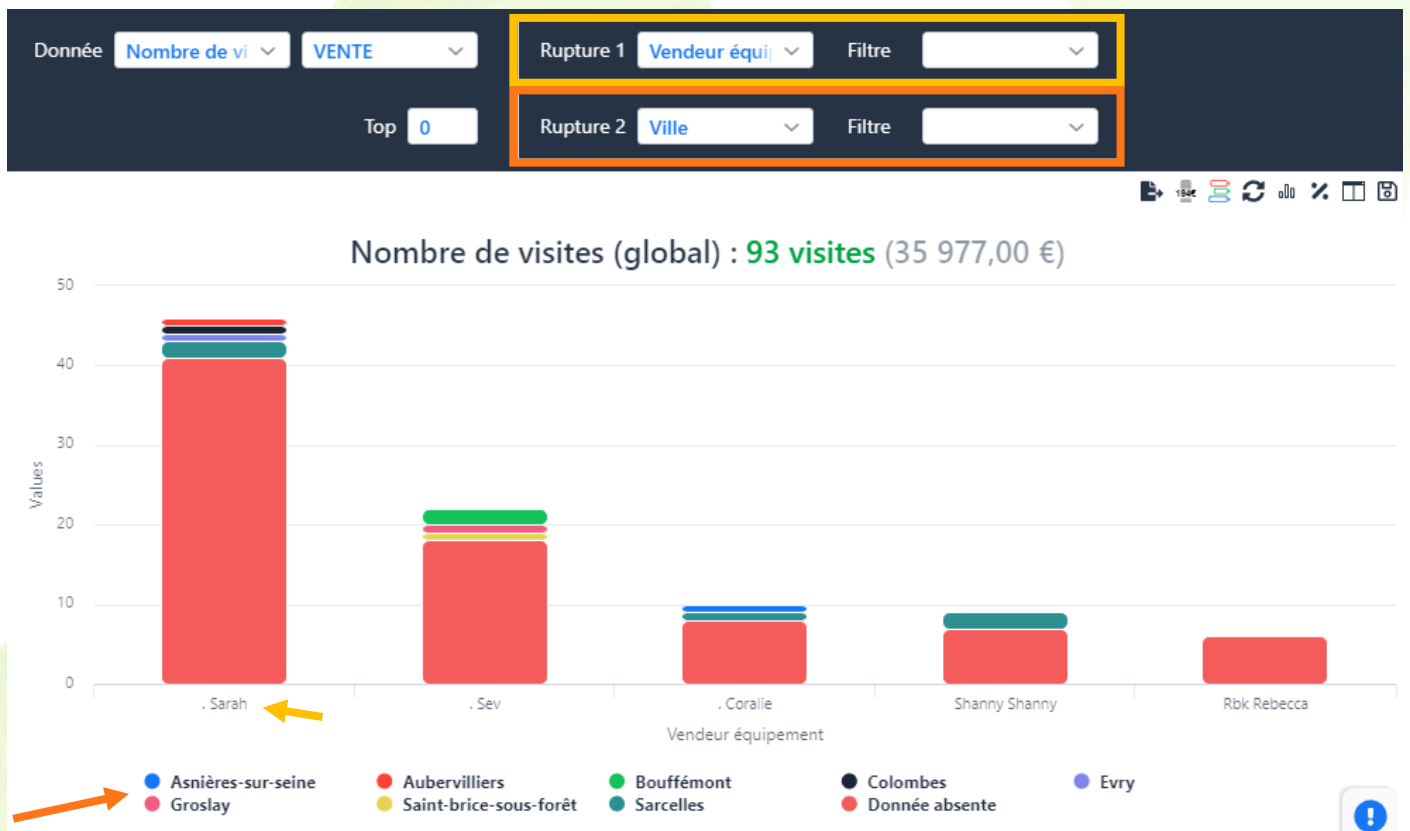 Donnée Nombre de vi VENTE Rupture 1 Vendeur équi Filtre
Top 0 Rupture 2 Ville Filtre
184€
Nombre de visites (global) : 93 visites (35 977,00 €)
50
40
30
20
10
0
Values
. Sarah . Sev . Coralie Shanny Shanny Rbk Rebecca
Vendeur équipement
Asnières-sur-seine Aubervilliers Bouffémont Colombes Evry
Groslay Saint-brice-sous-forêt Sarcelles Donnée absente